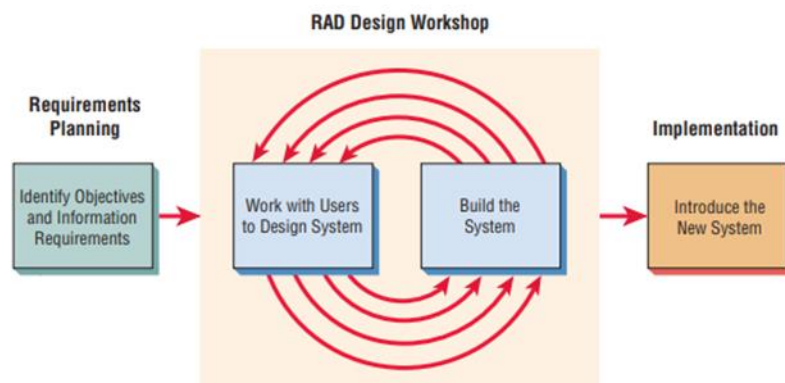 RAD Design Workshop
Requirements
Planning
Identify Objectives
and Information
Requirements
Work with Users
to Design System
Build the
System
Implementation
Introduce the
New System